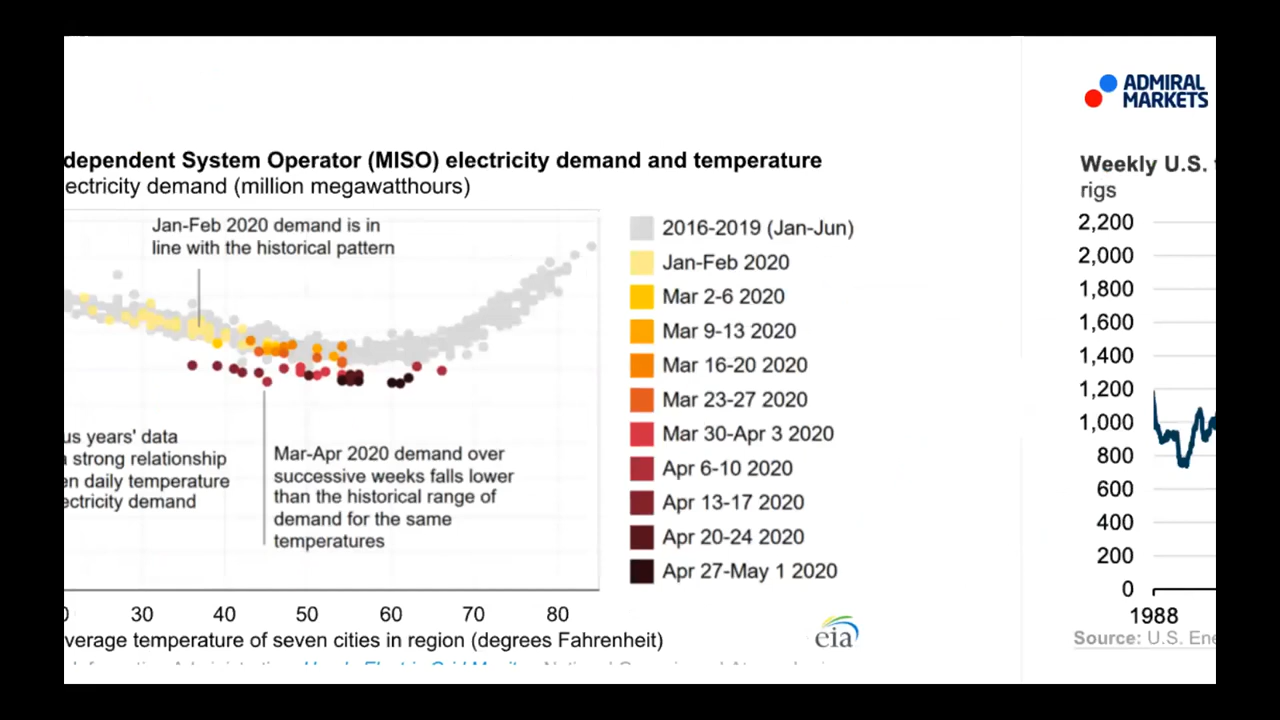 ADMIRAL
MARKETS
dependent System Operator (MISO) electricity demand and temperature
ectricity demand (million megawatthours)
Jan-Feb 2020 demand is in
line with the historical pattern
us years' data
strong relationship
en daily temperature
ectricity demand
Mar-Apr 2020 demand over
successive weeks falls lower
than the historical range of
demand for the same
temperatures
30 40 50 60 70 80
verage temperature of seven cities in region (degrees Fahrenheit)
2016-2019 (Jan-Jun)
Jan-Feb 2020
Mar 2-6 2020
Mar 9-13 2020
Mar 16-20 2020
Mar 23-27 2020
Mar 30-Apr 3 2020
Apr 6-10 2020
Apr 13-17 2020
Apr 20-24 2020
Apr 27-May 1 2020
eia
Weekly U.S.
rigs
2,200
2,000
1,800
1,600
1,400
1,200
1,000
800
600
400
200
0
1988
Source: U.S. Ene